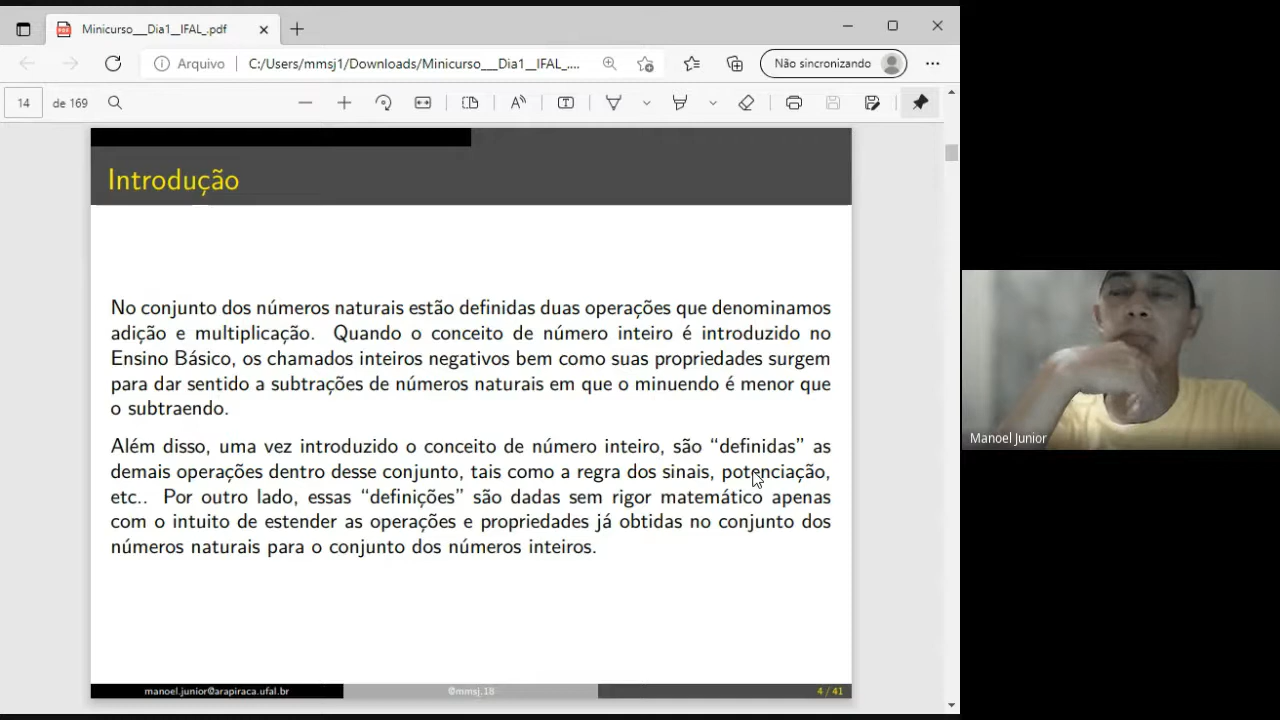 Minicurso___Dia1__IFAL_.pdf
Arquivo
C:/Users/mmsj1/Downloads/Minicurso___Dia1__IFAL_....
Não sincronizando
14
de 169
Introdução
No conjunto dos números naturais estão definidas duas operações que denominamos
adição e multiplicação. Quando o conceito de número inteiro é introduzido no
Ensino Básico, os chamados inteiros negativos bem como suas propriedades surgem
para dar sentido a subtrações de números naturais em que o minuendo é menor que
o subtraendo.
Além disso, uma vez introduzido o conceito de número inteiro, são “definidas” as
demais operações dentro desse conjunto, tais como a regra dos sinais, potenciação,
etc.. Por outro lado, essas “definições” são dadas sem rigor matemático apenas
com o intuito de estender as operações e propriedades já obtidas no conjunto dos
números naturais para o conjunto dos números inteiros.
Manoel Junior
manoel.junior@arapiraca.ufal.br
@mmsj.18
4 / 41